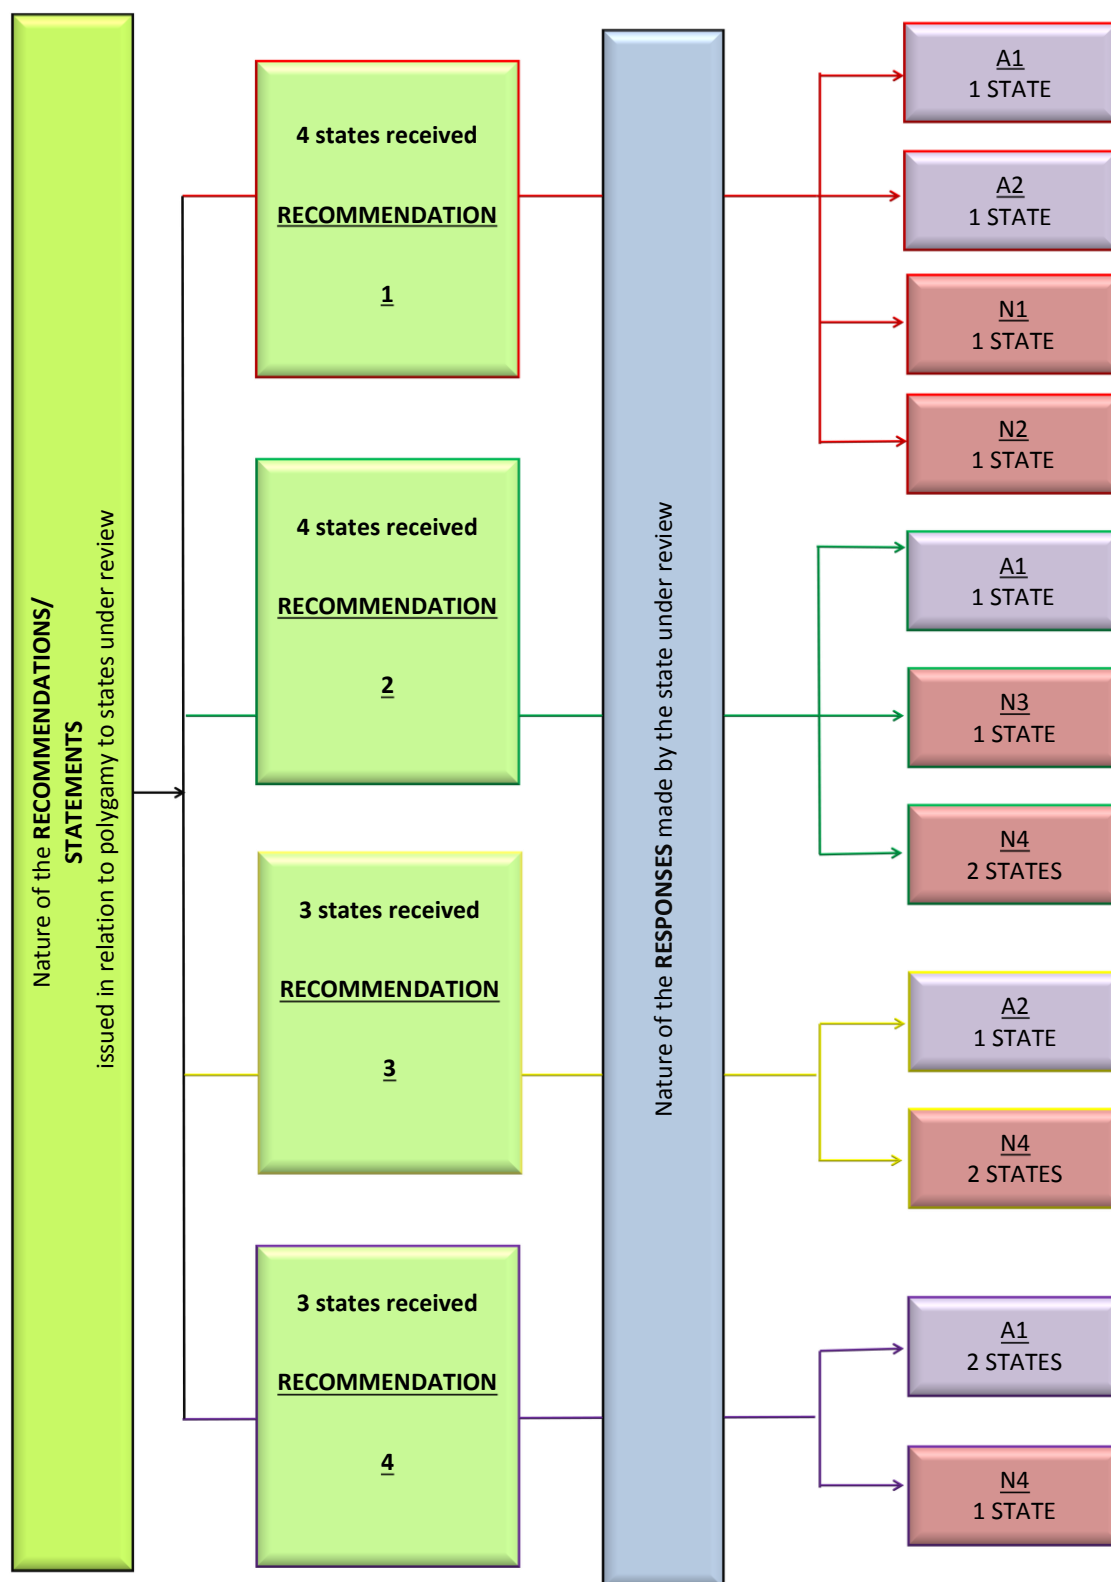 Nature of the RECOMMENDATIONS/
STATEMENTS
issued in relation to polygamy to states under review
4 states received
RECOMMENDATION
1
4 states received
RECOMMENDATION
2
3 states received
RECOMMENDATION
3
3 states received
RECOMMENDATION
4
Nature of the RESPONSES made by the state under review
A1
1 STATE
A2
1 STATE
N1
1 STATE
N2
1 STATE
A1
1 STATE
N3
1 STATE
N4
2 STATES
A2
1 STATE
N4
2 STATES
A1
2 STATES
N4
1 STATE